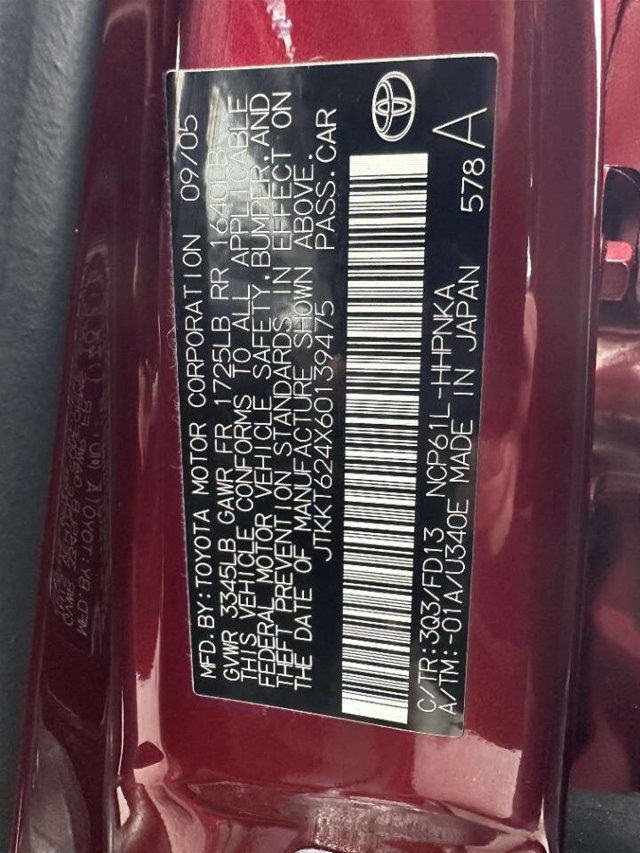 MFD. BY: TOYOTA MOTOR CORPORATION 09/05
GVWR 3345LB GAWR FR 1725LB RR 1640LB
THIS VEHICLE CONFORMS TO ALL APPLICABLE
FEDERAL MOTOR VEHICLE SAFETY, BUMPER, AND
THEFT PREVENTION STANDARDS IN EFFECT ON
THE DATE OF MANUFACTURE SHOWN ABOVE.
JTKKT624X60139475 PASS. CAR
C/TR: 3Q3/FD13 NCP61L-HHPNKA 578 A
A/TM: -01A/U340E MADE IN JAPAN